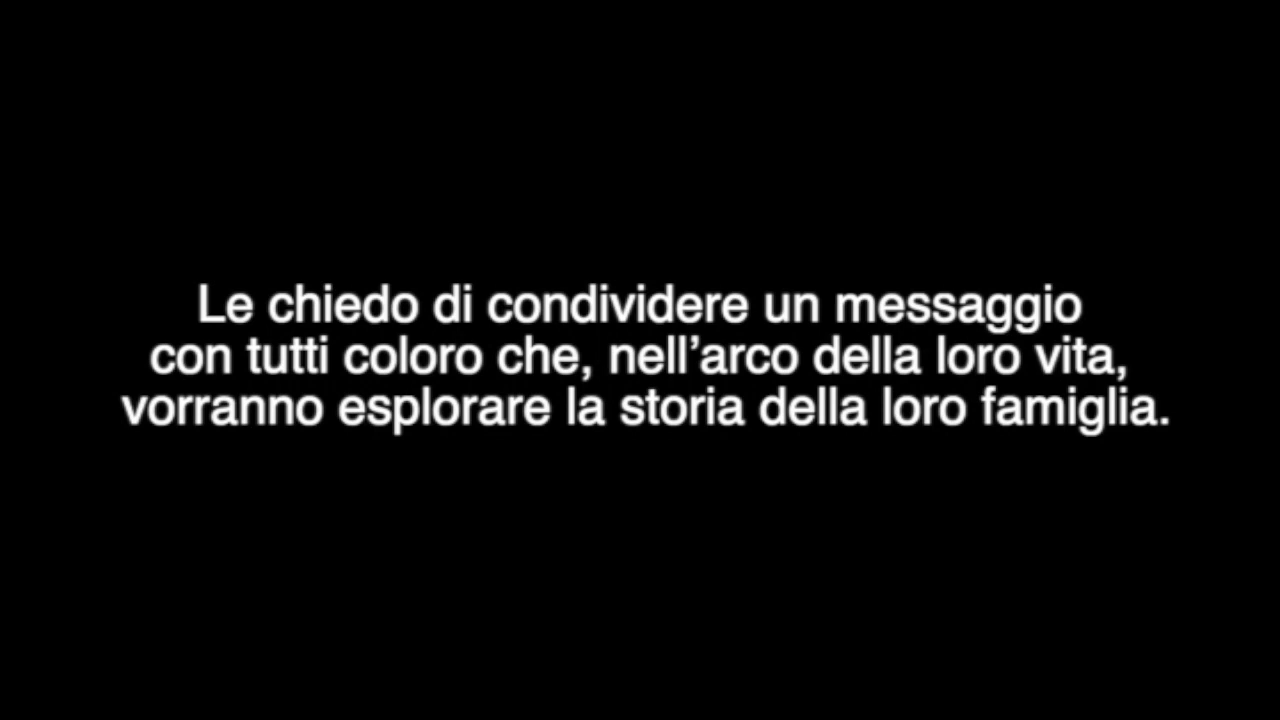 Le chiedo di condividere un messaggio
con tutti coloro che, nell’arco della loro vita,
vorranno esplorare la storia della loro famiglia.